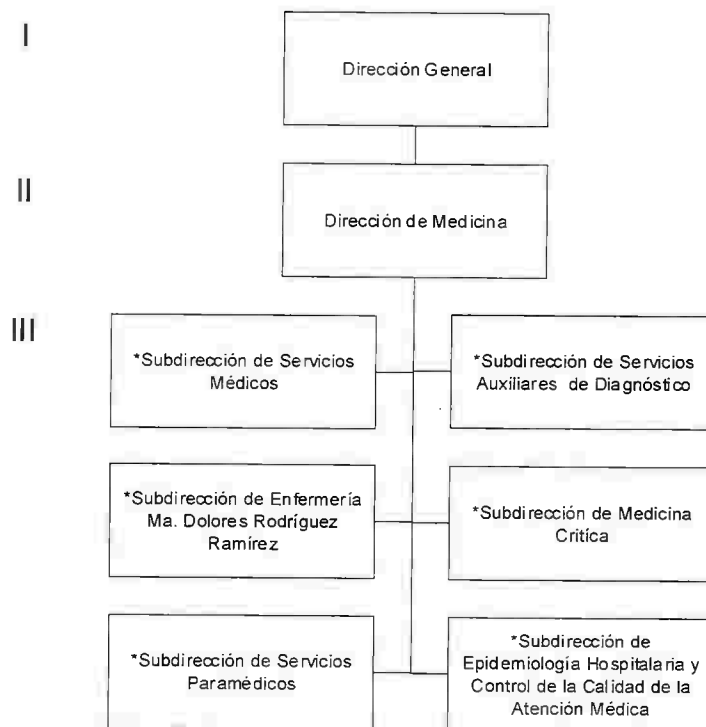 I
Dirección General
II
Dirección de Medicina
III
*Subdirección de Servicios
Médicos
*Subdirección de Servicios
Auxiliares de Diagnóstico
*Subdirección de Enfermería
Ma. Dolores Rodríguez
Ramírez
*Subdirección de Medicina
Critíca
*Subdirección de Servicios
Paramédicos
*Subdirección de
Epidemiología Hospitalaria y
Control de la Calidad de la
Atención Médica